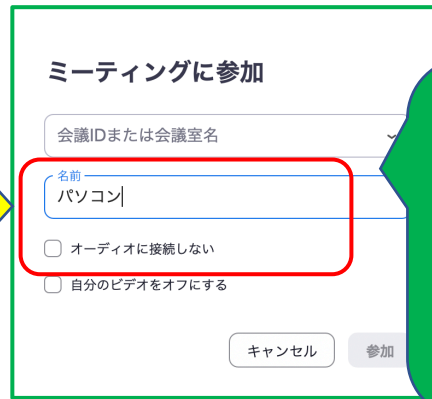 ミーティングに参加
会議IDまたは会議室名
名前
パソコン
オーディオに接続しない
自分のビデオをオフにする
キャンセル 参加